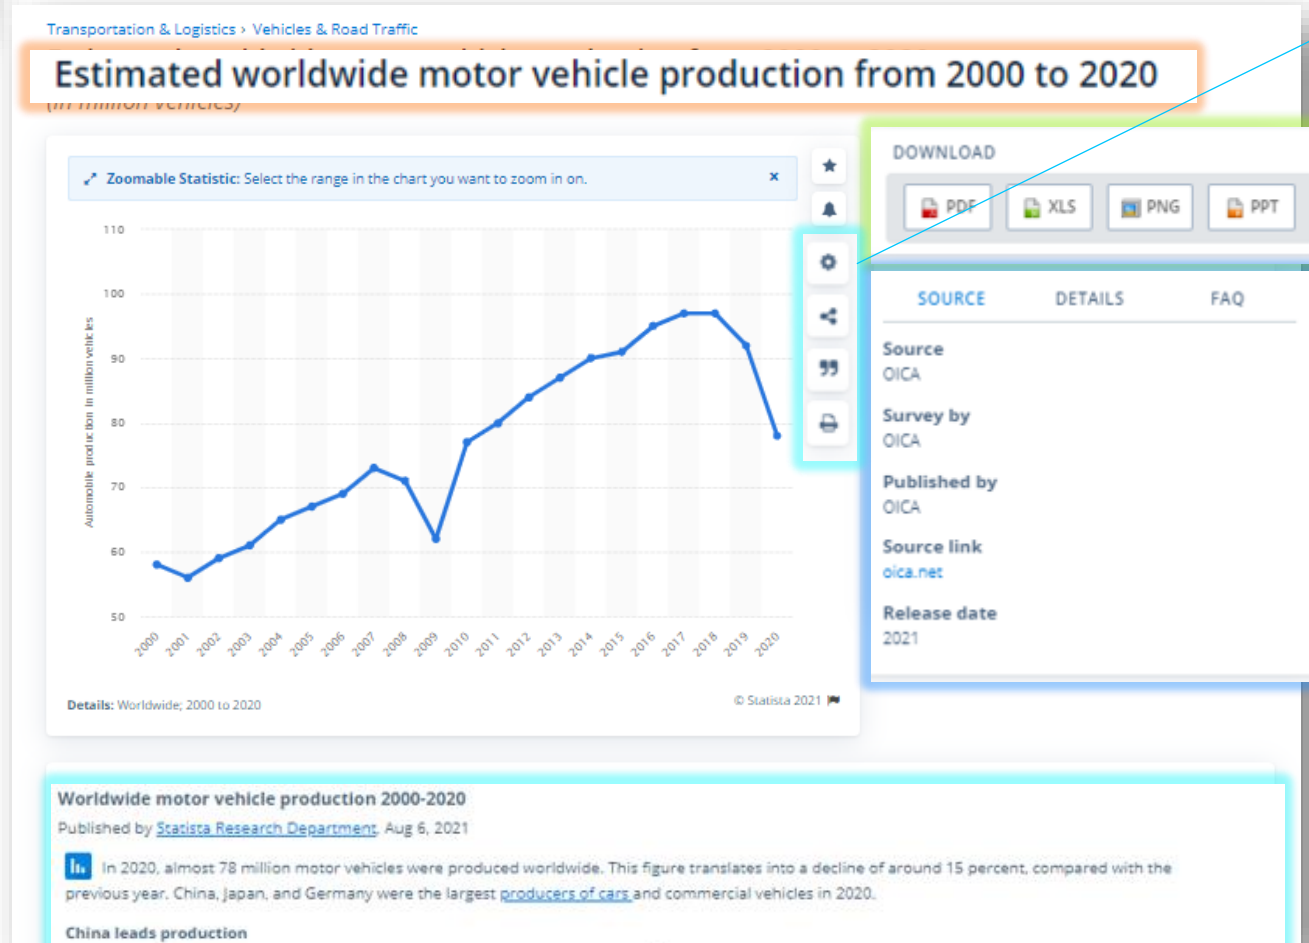 Transportation & Logistics › Vehicles & Road Traffic
Estimated worldwide motor vehicle production from 2000 to 2020
(in million vehicles)
Zoomable Statistic: Select the range in the chart you want to zoom in on. ×
Automobile production in million vehicles
110
100
90
80
70
60
50
2000 2001 2002 2003 2004 2005 2006 2007 2008 2009 2010 2011 2012 2013 2014 2015 2016 2017 2018 2019 2020
Details: Worldwide; 2000 to 2020
© Statista 2021
DOWNLOAD
PDF XLS PNG PPT
SOURCE DETAILS FAQ
Source
OICA
Survey by
OICA
Published by
OICA
Source link
oica.net
Release date
2021
Worldwide motor vehicle production 2000-2020
Published by Statista Research Department, Aug 6, 2021
In 2020, almost 78 million motor vehicles were produced worldwide. This figure translates into a decline of around 15 percent, compared with the
previous year. China, Japan, and Germany were the largest producers of cars and commercial vehicles in 2020.
China leads production